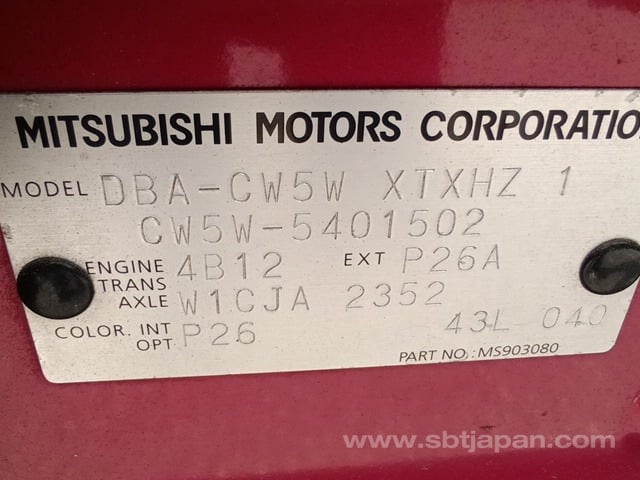 MITSUBISHI MOTORS CORPORATIO
MODEL DBA-CW5W XTXHZ 1
CW5W-5401502
ENGINE 4B12 EXT P26A
TRANS
AXLE W1CJA 2352
COLOR. INT P26 43L 040
OPT
PART NO.: MS903080
www.sbtjapan.com